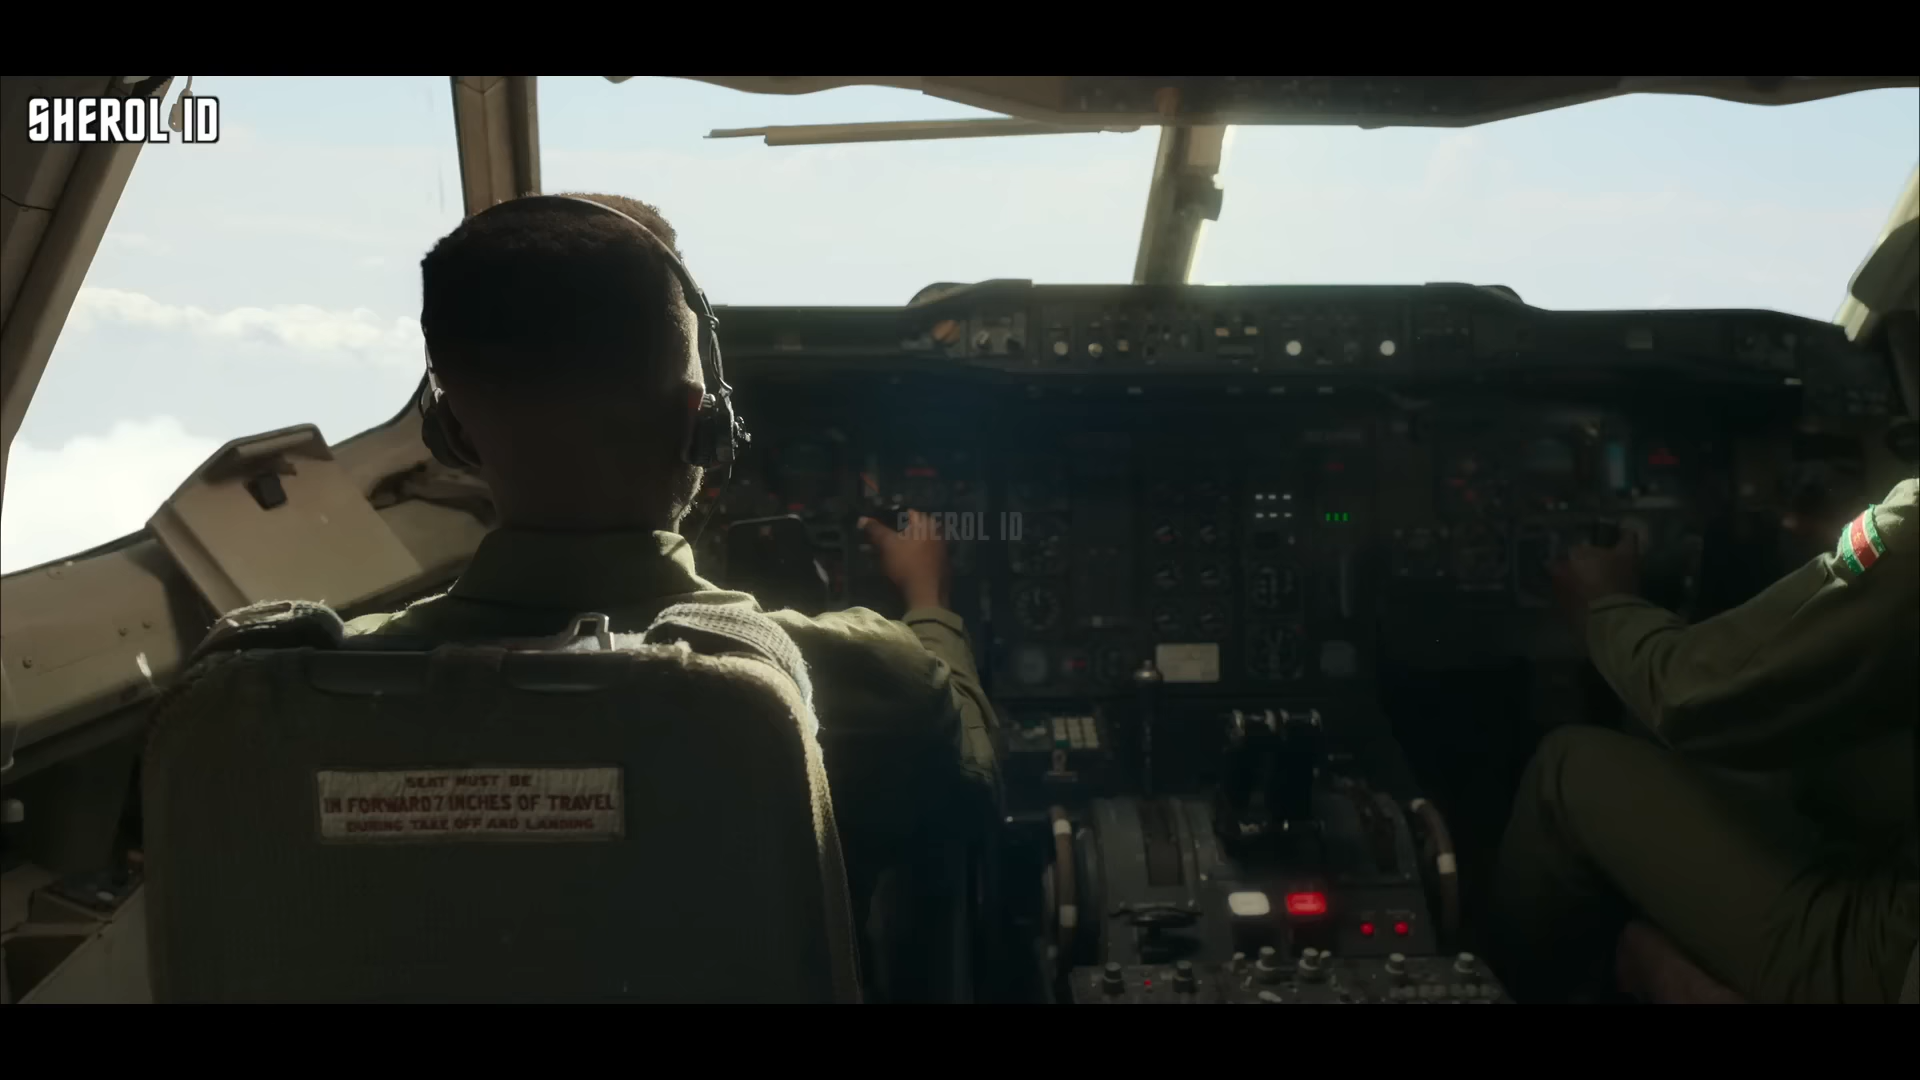 SHEROL ID
SHEROL ID
SEAT MUST BE
IN FORWARD 7 INCHES OF TRAVEL
DURING TAKE OFF AND LANDING